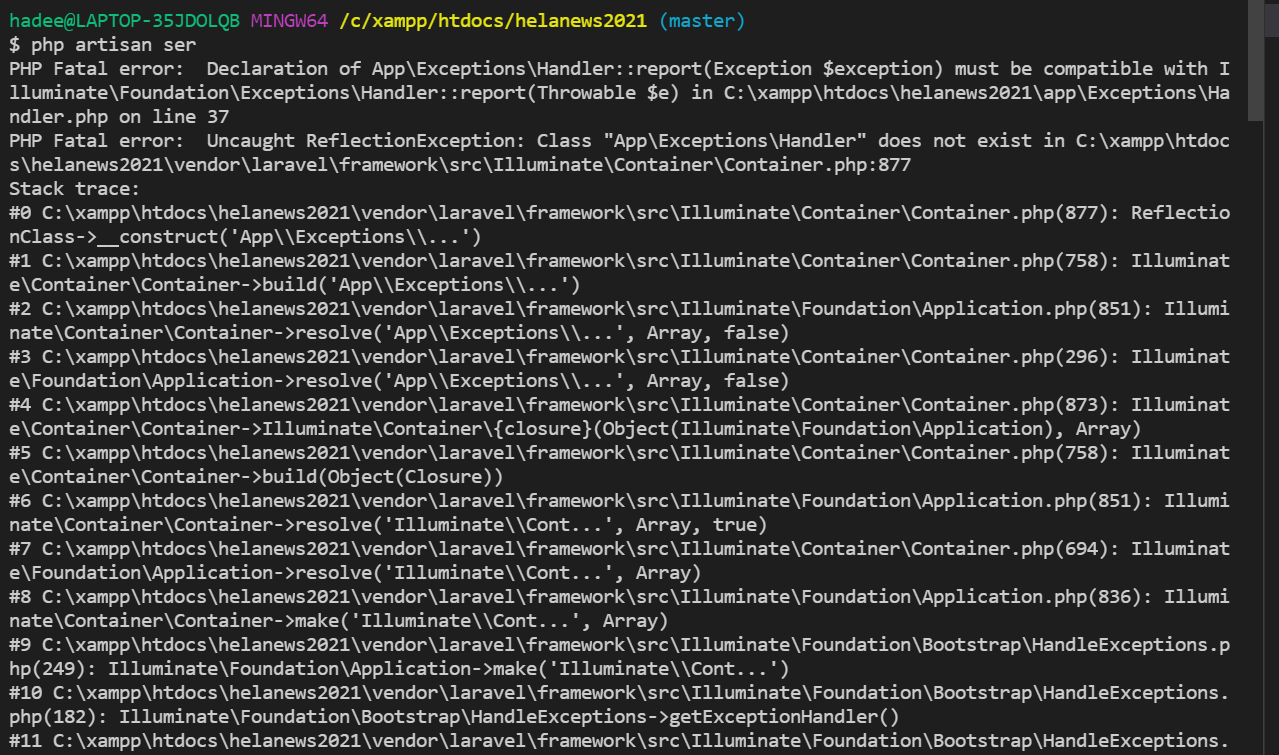 hadee@LAPTOP-35JDOLQB MINGW64 /c/xampp/htdocs/helanews2021 (master)
$ php artisan ser
PHP Fatal error:  Declaration of App\Exceptions\Handler::report(Exception $exception) must be compatible with I
lluminate\Foundation\Exceptions\Handler::report(Throwable $e) in C:\xampp\htdocs\helanews2021\app\Exceptions\Ha
ndler.php on line 37
PHP Fatal error:  Uncaught ReflectionException: Class "App\Exceptions\Handler" does not exist in C:\xampp\htdoc
s\helanews2021\vendor\laravel\framework\src\Illuminate\Container\Container.php:877
Stack trace:
#0 C:\xampp\htdocs\helanews2021\vendor\laravel\framework\src\Illuminate\Container\Container.php(877): Reflectio
nClass->__construct('App\\Exceptions\\...')
#1 C:\xampp\htdocs\helanews2021\vendor\laravel\framework\src\Illuminate\Container\Container.php(758): Illuminat
e\Container\Container->build('App\\Exceptions\\...')
#2 C:\xampp\htdocs\helanews2021\vendor\laravel\framework\src\Illuminate\Foundation\Application.php(851): Illumi
nate\Container\Container->resolve('App\\Exceptions\\...', Array, false)
#3 C:\xampp\htdocs\helanews2021\vendor\laravel\framework\src\Illuminate\Container\Container.php(296): Illuminat
e\Foundation\Application->resolve('App\\Exceptions\\...', Array, false)
#4 C:\xampp\htdocs\helanews2021\vendor\laravel\framework\src\Illuminate\Container\Container.php(873): Illuminat
e\Container\Container->Illuminate\Container\{closure}(Object(Illuminate\Foundation\Application), Array)
#5 C:\xampp\htdocs\helanews2021\vendor\laravel\framework\src\Illuminate\Container\Container.php(758): Illuminat
e\Container\Container->build(Object(Closure))
#6 C:\xampp\htdocs\helanews2021\vendor\laravel\framework\src\Illuminate\Foundation\Application.php(851): Illumi
nate\Container\Container->resolve('Illuminate\\Cont...', Array, true)
#7 C:\xampp\htdocs\helanews2021\vendor\laravel\framework\src\Illuminate\Container\Container.php(694): Illuminat
e\Foundation\Application->resolve('Illuminate\\Cont...', Array)
#8 C:\xampp\htdocs\helanews2021\vendor\laravel\framework\src\Illuminate\Foundation\Application.php(836): Illumi
nate\Container\Container->make('Illuminate\\Cont...', Array)
#9 C:\xampp\htdocs\helanews2021\vendor\laravel\framework\src\Illuminate\Foundation\Bootstrap\HandleExceptions.p
hp(249): Illuminate\Foundation\Application->make('Illuminate\\Cont...')
#10 C:\xampp\htdocs\helanews2021\vendor\laravel\framework\src\Illuminate\Foundation\Bootstrap\HandleExceptions.
php(182): Illuminate\Foundation\Bootstrap\HandleExceptions->getExceptionHandler()
#11 C:\xampp\htdocs\helanews2021\vendor\laravel\framework\src\Illuminate\Foundation\Bootstrap\HandleExceptions.